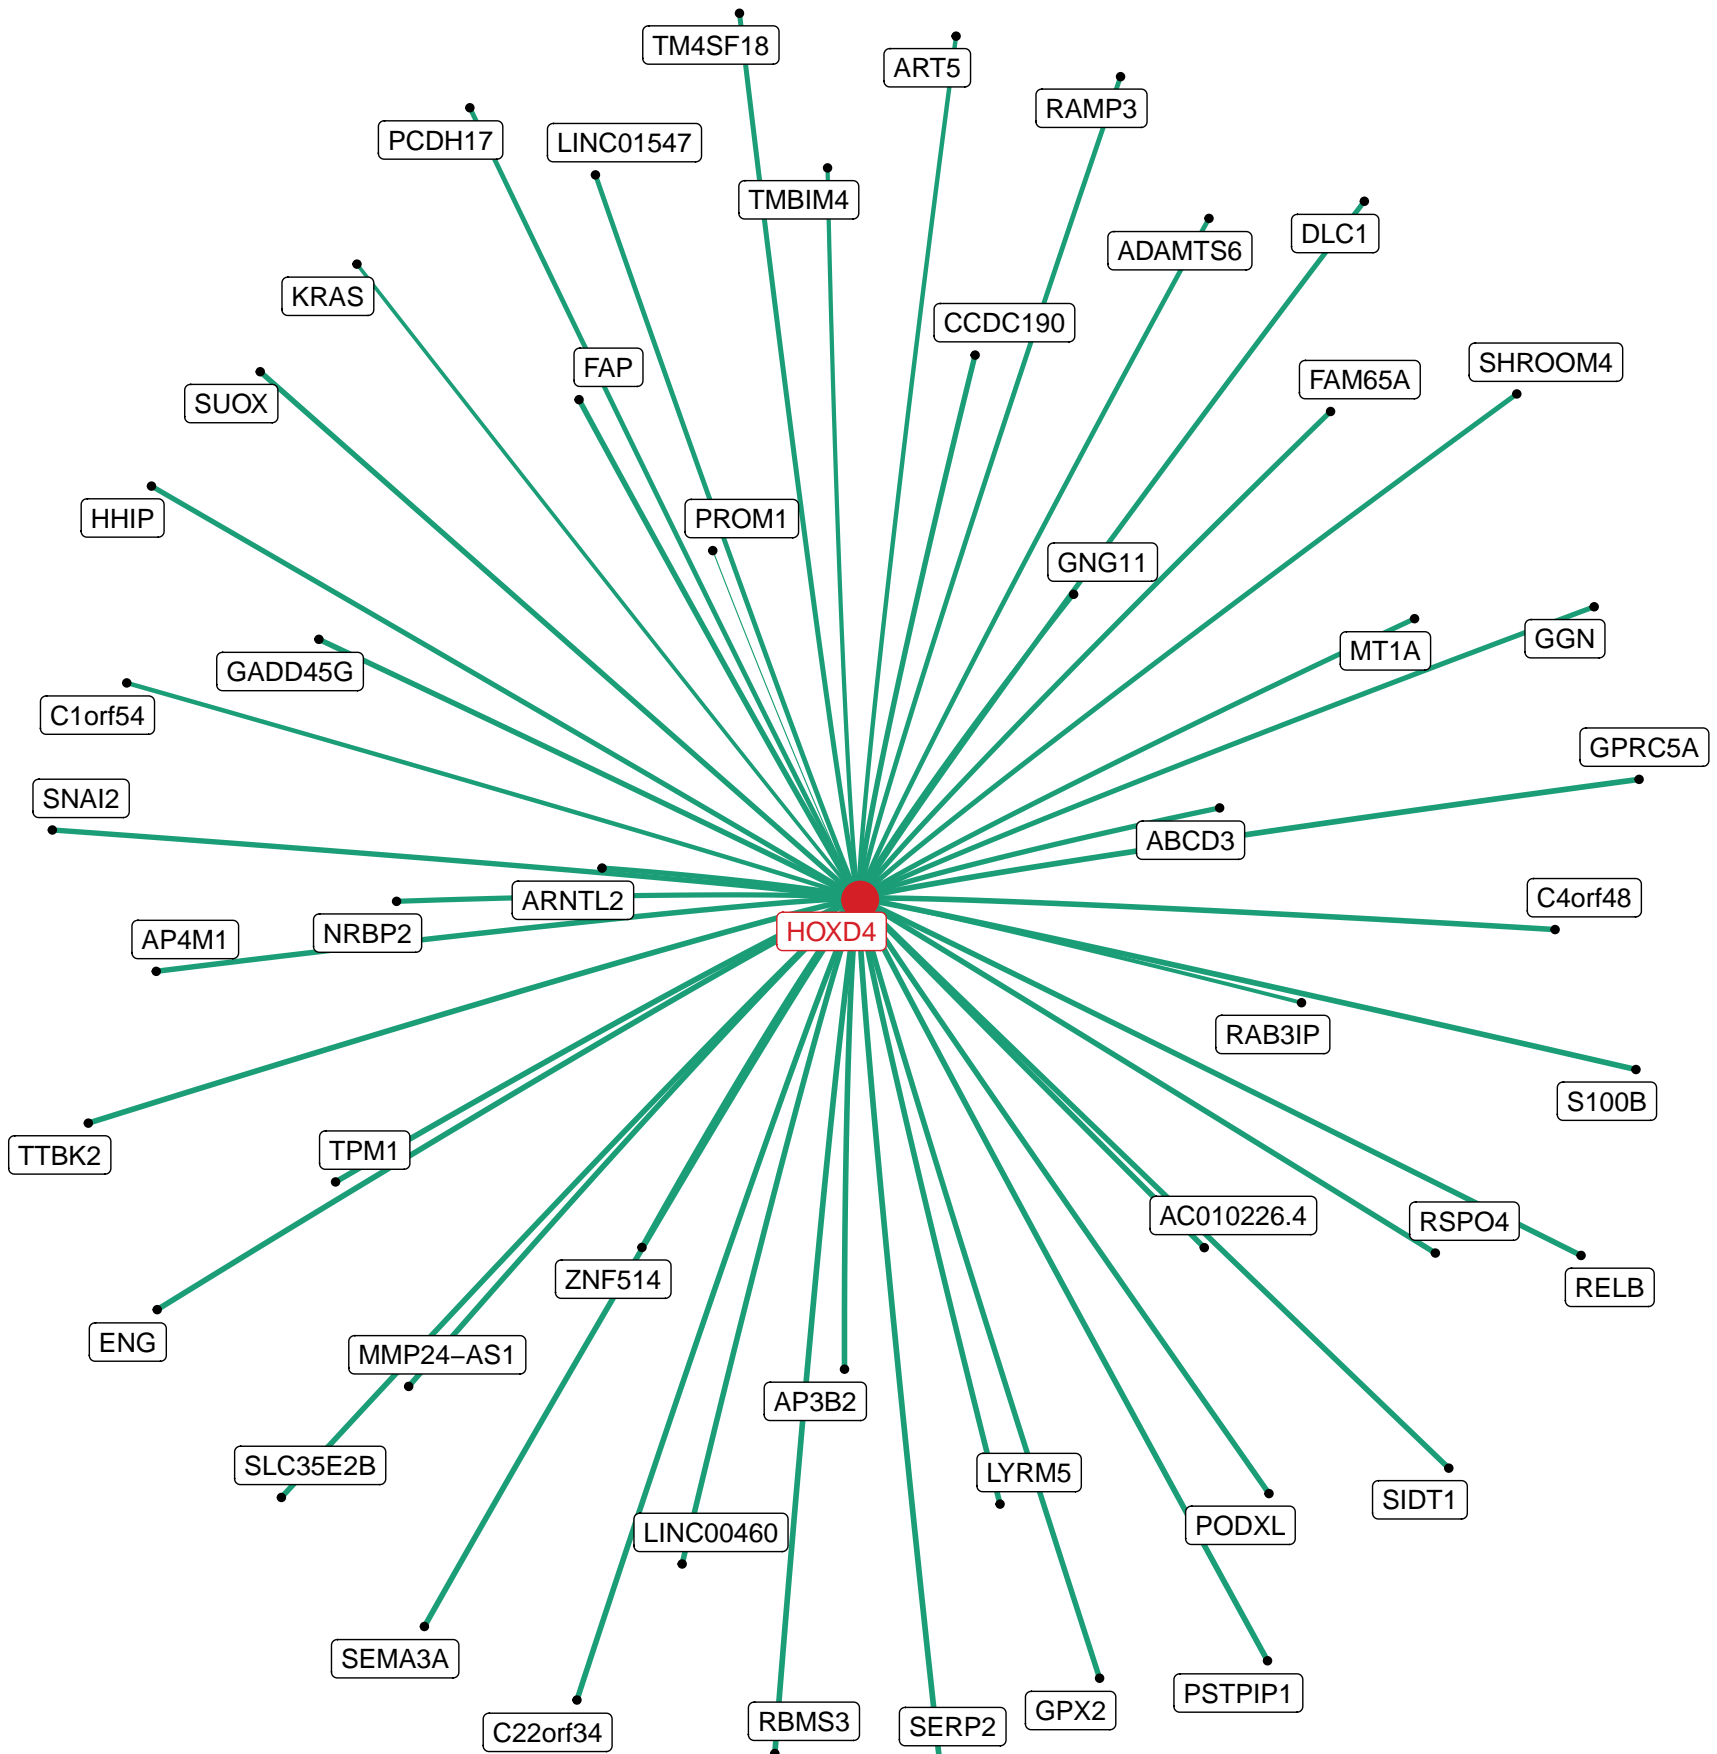 TM4SF18
ART5
RAMP3
PCDH17
LINC01547
TMBIM4
DLC1
ADAMTS6
KRAS
CCDC190
FAP
SHROOM4
FAM65A
SUOX
HHIP
PROM1
GNG11
GGN
MT1A
GADD45G
C1orf54
GPRC5A
SNAI2
ABCD3
C4orf48
ARNTL2
HOXD4
NRBP2
AP4M1
RAB3IP
S100B
TPM1
TTBK2
AC010226.4
RSPO4
ZNF514
RELB
ENG
MMP24−AS1
AP3B2
SLC35E2B
LYRM5
SIDT1
PODXL
LINC00460
SEMA3A
PSTPIP1
GPX2
RBMS3
SERP2
C22orf34